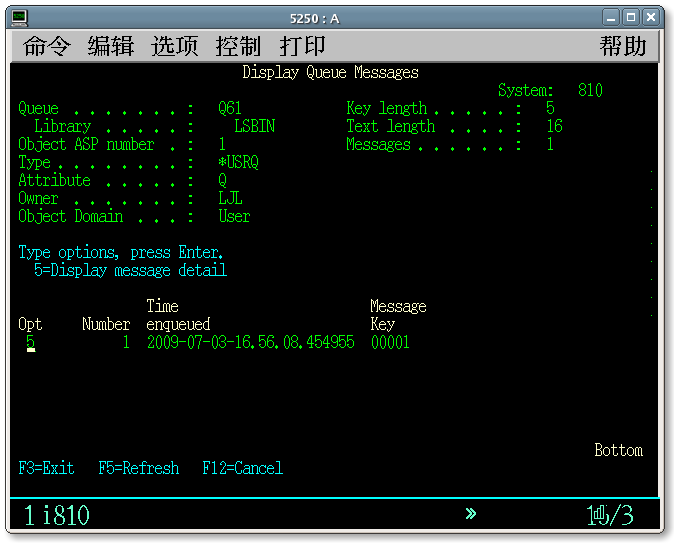 5250 : A
命令 编辑 选项 控制 打印 帮助
Display Queue Messages
System: 810
Queue . . . . . . . : Q61 Key length . . . . . : 5
Library . . . . . : LSBIN Text length . . . . : 16
Object ASP number . : 1 Messages . . . . . . : 1
Type . . . . . . . . : *USRQ
Attribute . . . . . : Q
Owner . . . . . . . : LJL
Object Domain . . . : User
Type options, press Enter.
5=Display message detail
Time Message
Opt Number enqueued Key
5 1 2009-07-03-16.56.08.454955 00001
Bottom
F3=Exit F5=Refresh F12=Cancel
1 i810 »